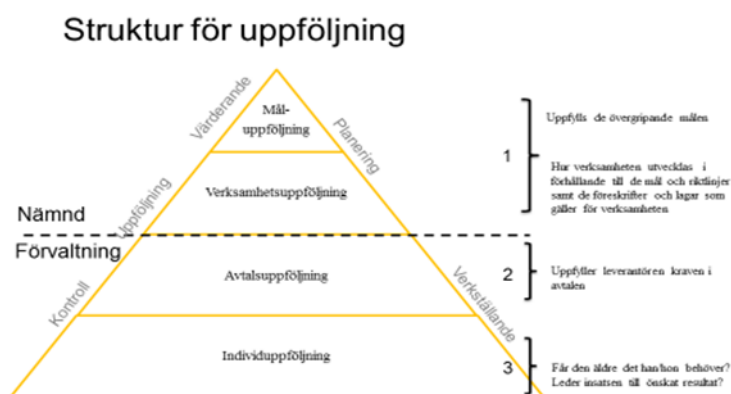 Struktur för uppföljning
Värderande
Planering
Mål-
uppföljning
1
Uppfylls de övergripande målen
Verksamhetsuppföljning
Hur verksamheten utvecklas i
förhållande till de mål och riktlinjer
samt de föreskrifter och lagar som
gäller för verksamheten
Uppföljning
Nämnd
Förvaltning
Avtalsuppföljning
2
Uppfyller leverantören kraven i
avtalen
Kontroll
Verkställande
Individuppföljning
3
Får den äldre det han/hon behöver?
Leder insatsen till önskat resultat?